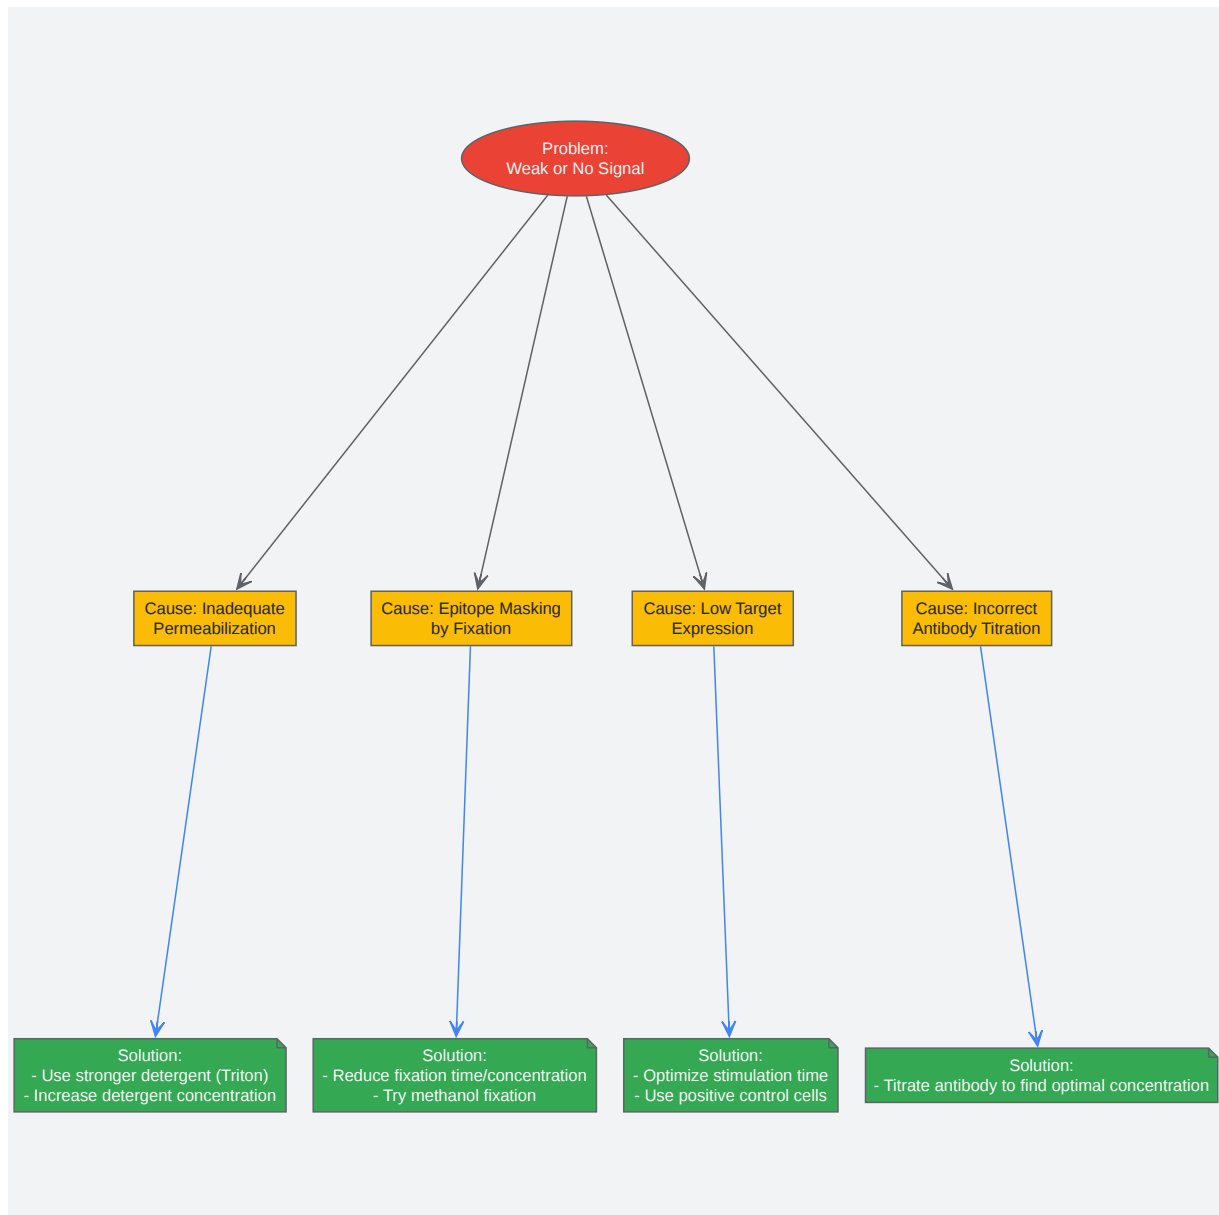 Problem:
Weak or No Signal
Cause: Inadequate
Permeabilization
Cause: Epitope Masking
by Fixation
Cause: Low Target
Expression
Cause: Incorrect
Antibody Titration
Solution:
- Use stronger detergent (Triton)
- Increase detergent concentration
Solution:
- Reduce fixation time/concentration
- Try methanol fixation
Solution:
- Optimize stimulation time
- Use positive control cells
Solution:
- Titrate antibody to find optimal concentration